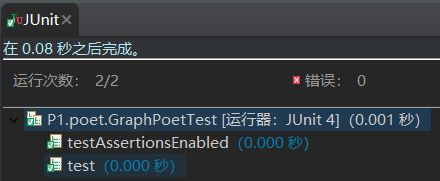 JUnit
在 0.08 秒之后完成。
运行次数： 2/2 错误： 0
P1.poet.GraphPoetTest [运行器：JUnit 4]（0.001 秒）
testAssertionsEnabled（0.000 秒）
test（0.000 秒）